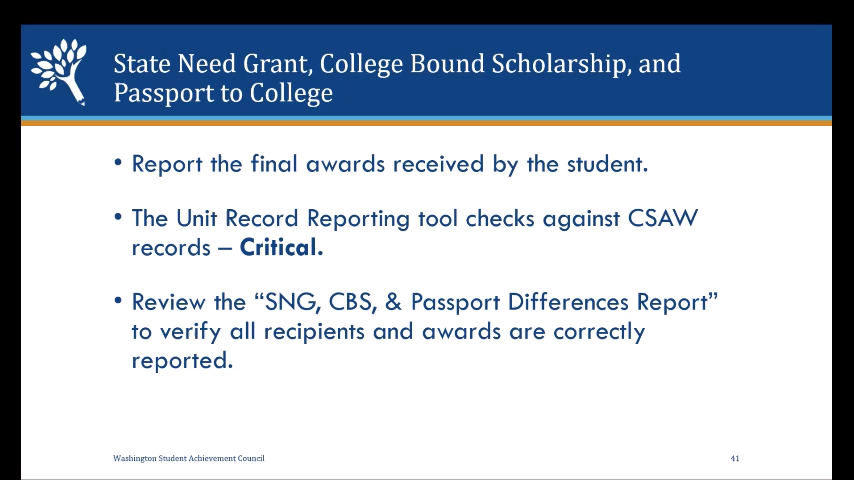 State Need Grant, College Bound Scholarship, and
Passport to College
• Report the final awards received by the student.
• The Unit Record Reporting tool checks against CSAW
records – Critical.
• Review the “SNG, CBS, & Passport Differences Report”
to verify all recipients and awards are correctly
reported.
Washington Student Achievement Council
41